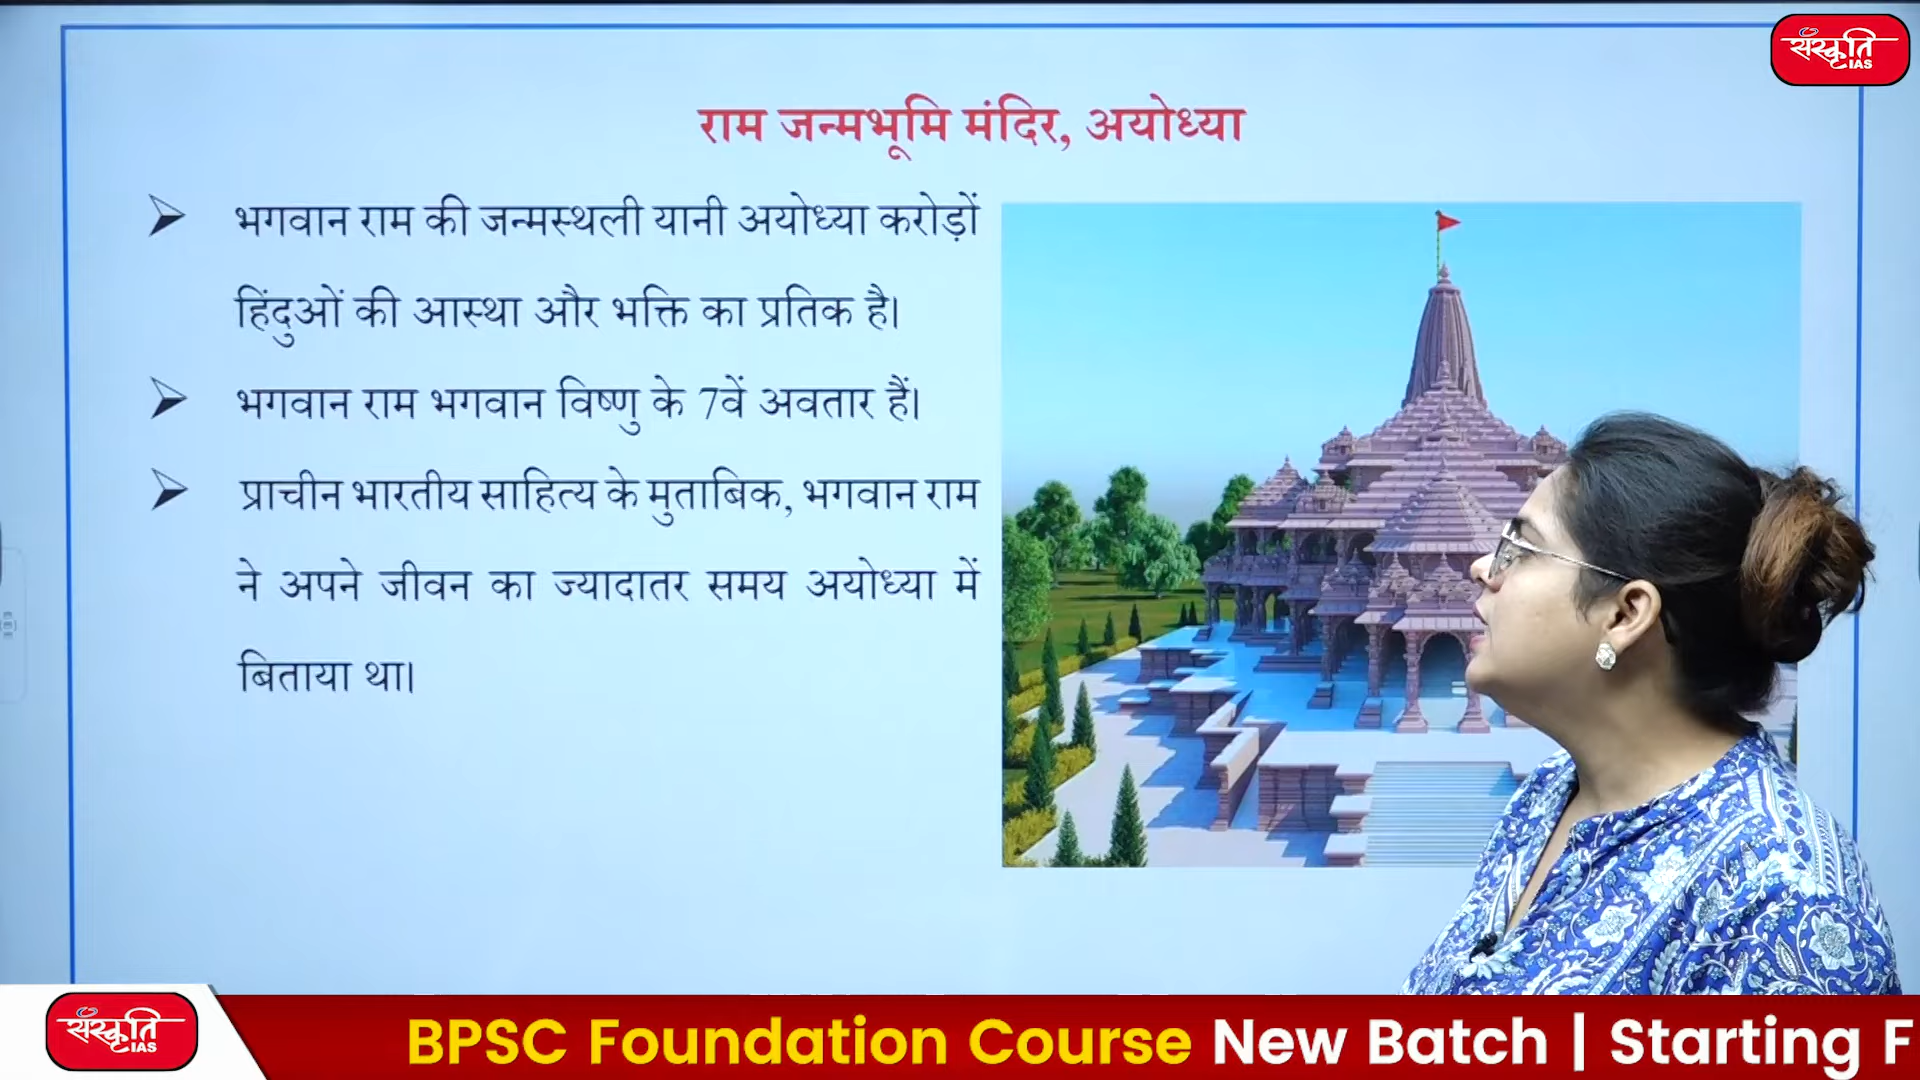 संस्कृति
IAS
राम जन्मभूमि मंदिर, अयोध्या
भगवान राम की जन्मस्थली यानी अयोध्या करोड़ों
हिंदुओं की आस्था और भक्ति का प्रतिक है।
भगवान राम भगवान विष्णु के 7वें अवतार हैं।
प्राचीन भारतीय साहित्य के मुताबिक, भगवान राम
ने अपने जीवन का ज्यादातर समय अयोध्या में
बिताया था।
संस्कृति
IAS
BPSC Foundation Course New Batch | Starting F